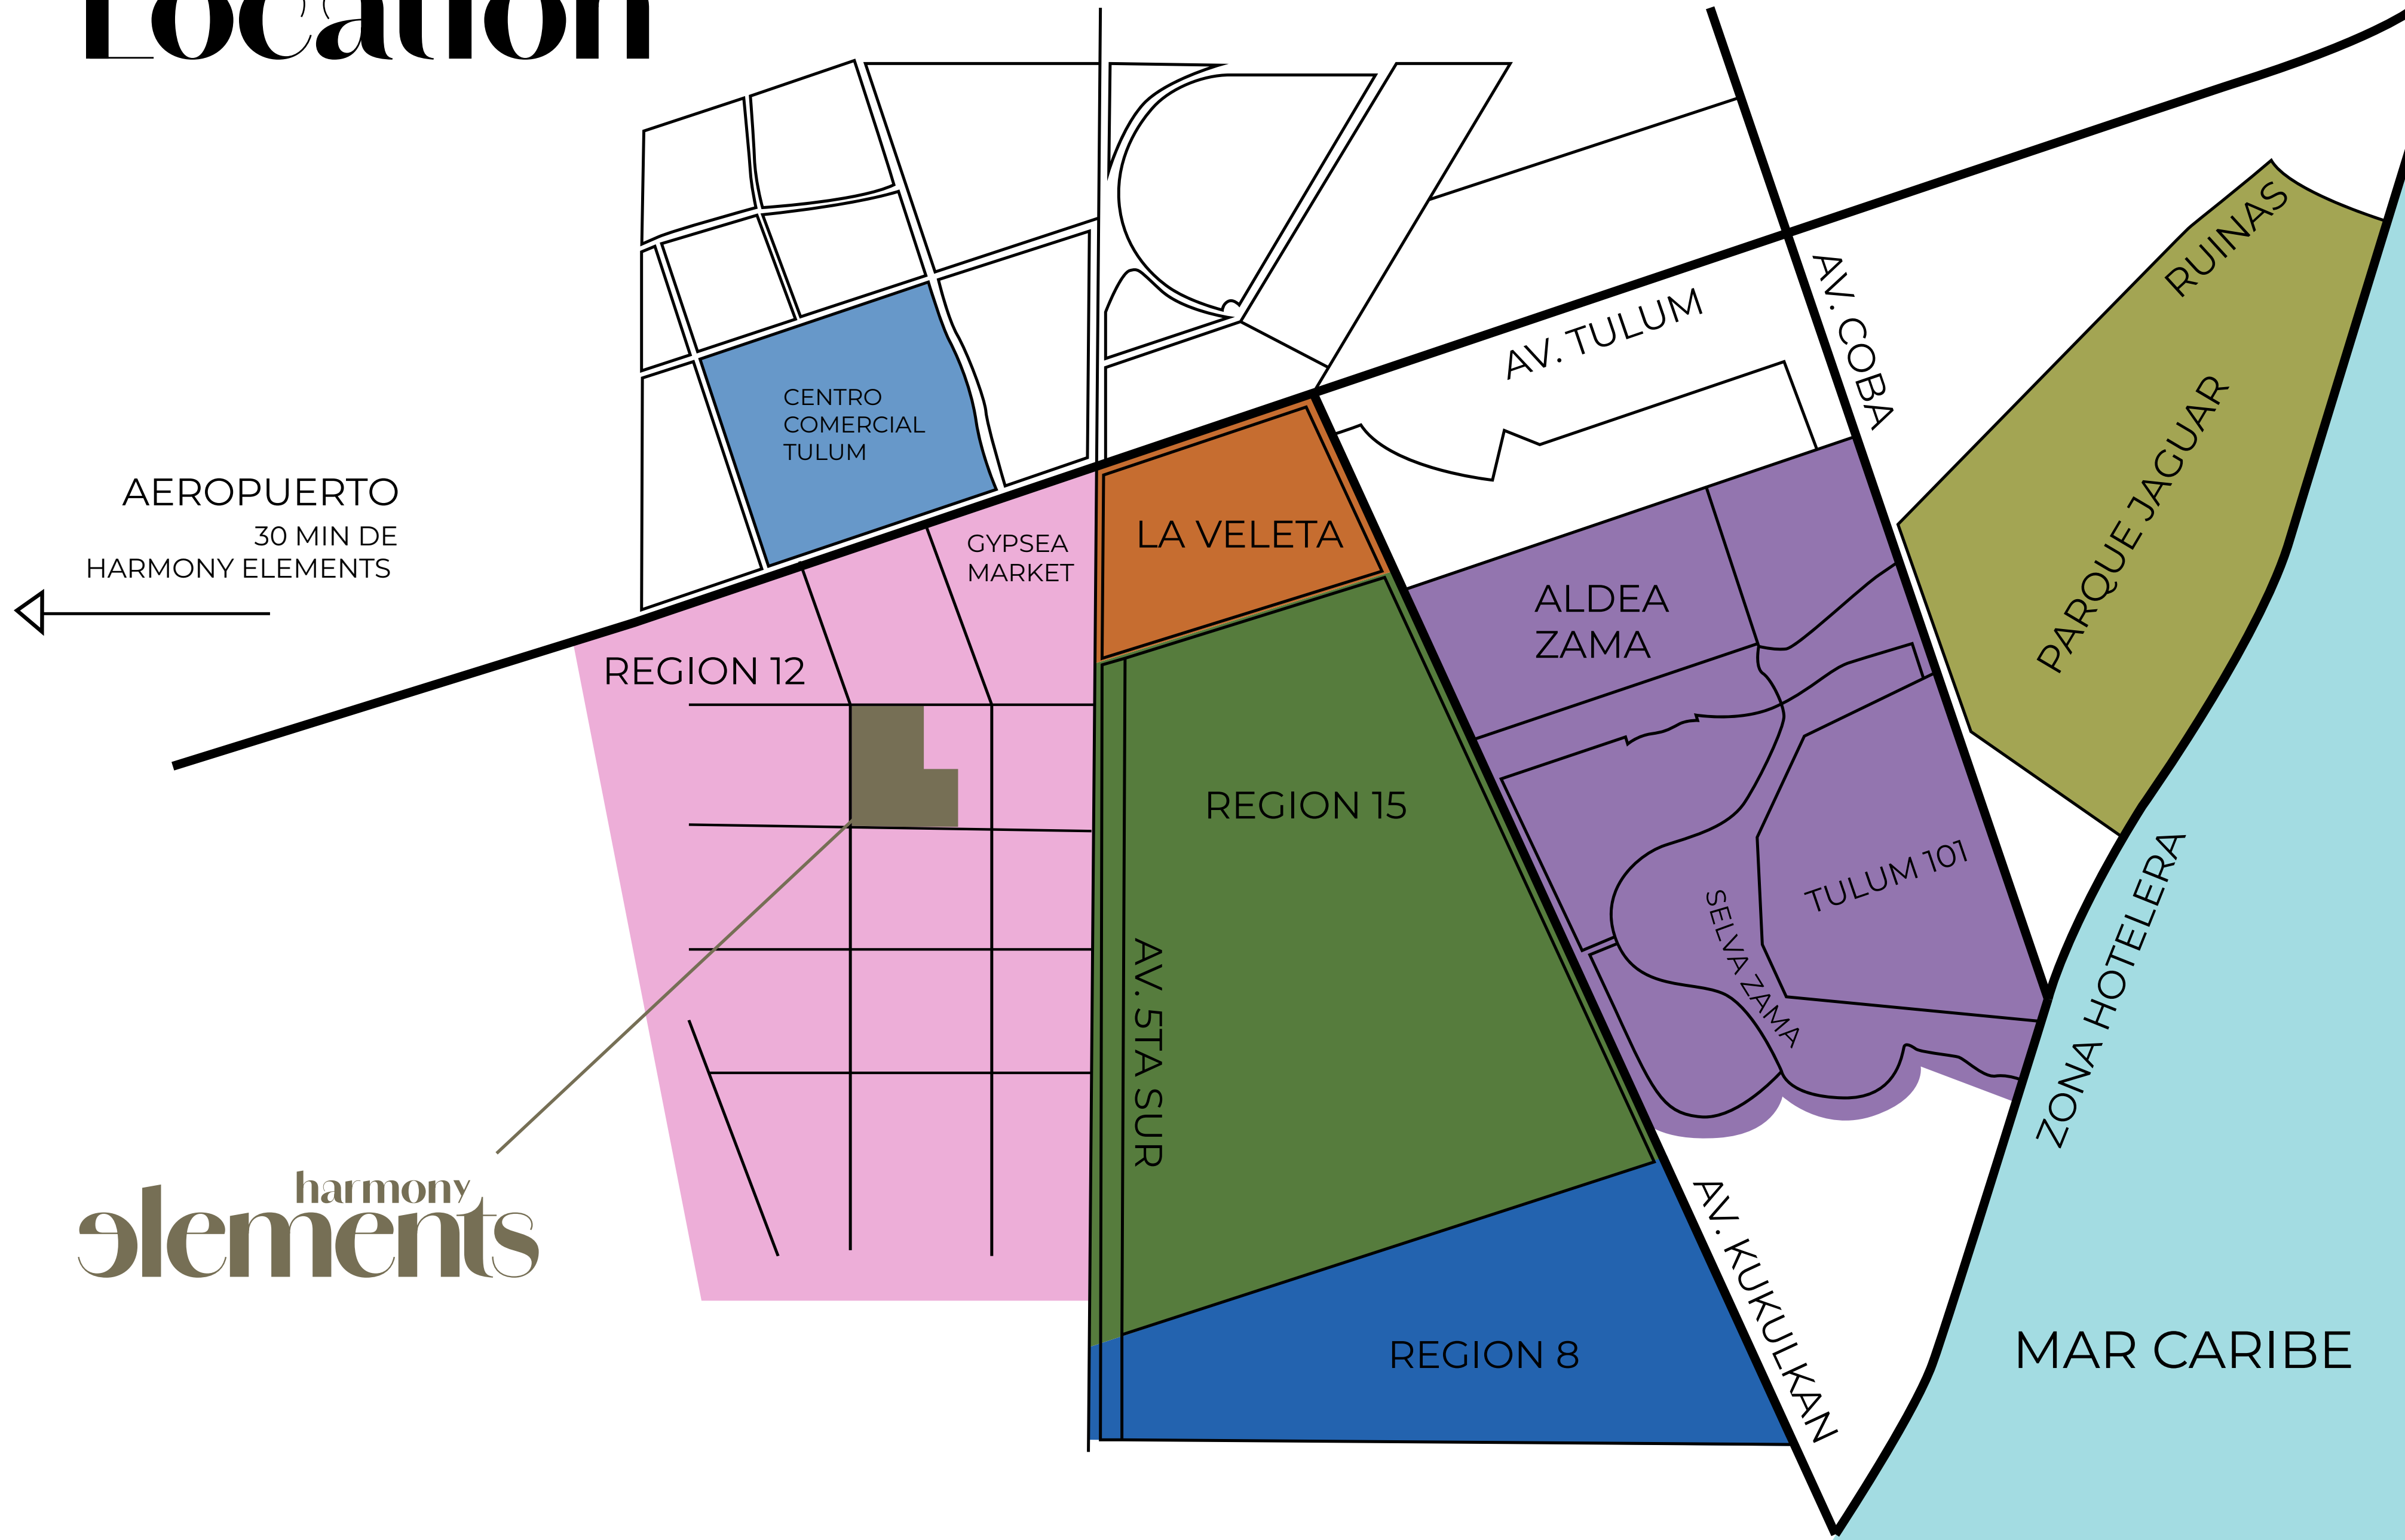 Location
RUINAS
PARQUE JAGUAR
AV. COBA
AV. TULUM
CENTRO
COMERCIAL
TULUM
AEROPUERTO
30 MIN DE
HARMONY ELEMENTS
GYPSEA
MARKET
LA VELETA
REGION 12
ALDEA
ZAMA
REGION 15
TULUM 101
SELVA ZAMA
ZONA HOTELERA
AV. 5TA SUR
harmony
elements
AV. KUKULKAN
REGION 8
MAR CARIBE